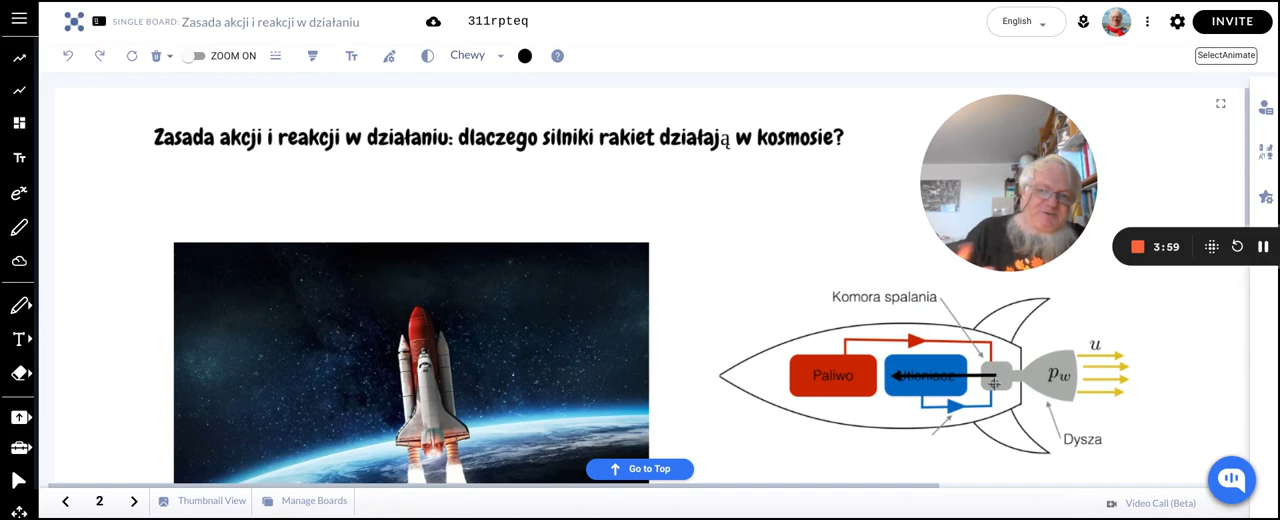 SINGLE BOARD: Zasada akcji i reakcji w działaniu
311rpteq
English
INVITE
ZOOM ON
Tт
Chewy
SelectAnimate
Zasada akcji i reakcji w działaniu: dlaczego silniki rakiet działają w kosmosie?
3:59
Komora spalania
u
Paliwo
Utleniacz
pw
Dysza
Go to Top
2
Thumbnail View
Manage Boards
Video Call (Beta)